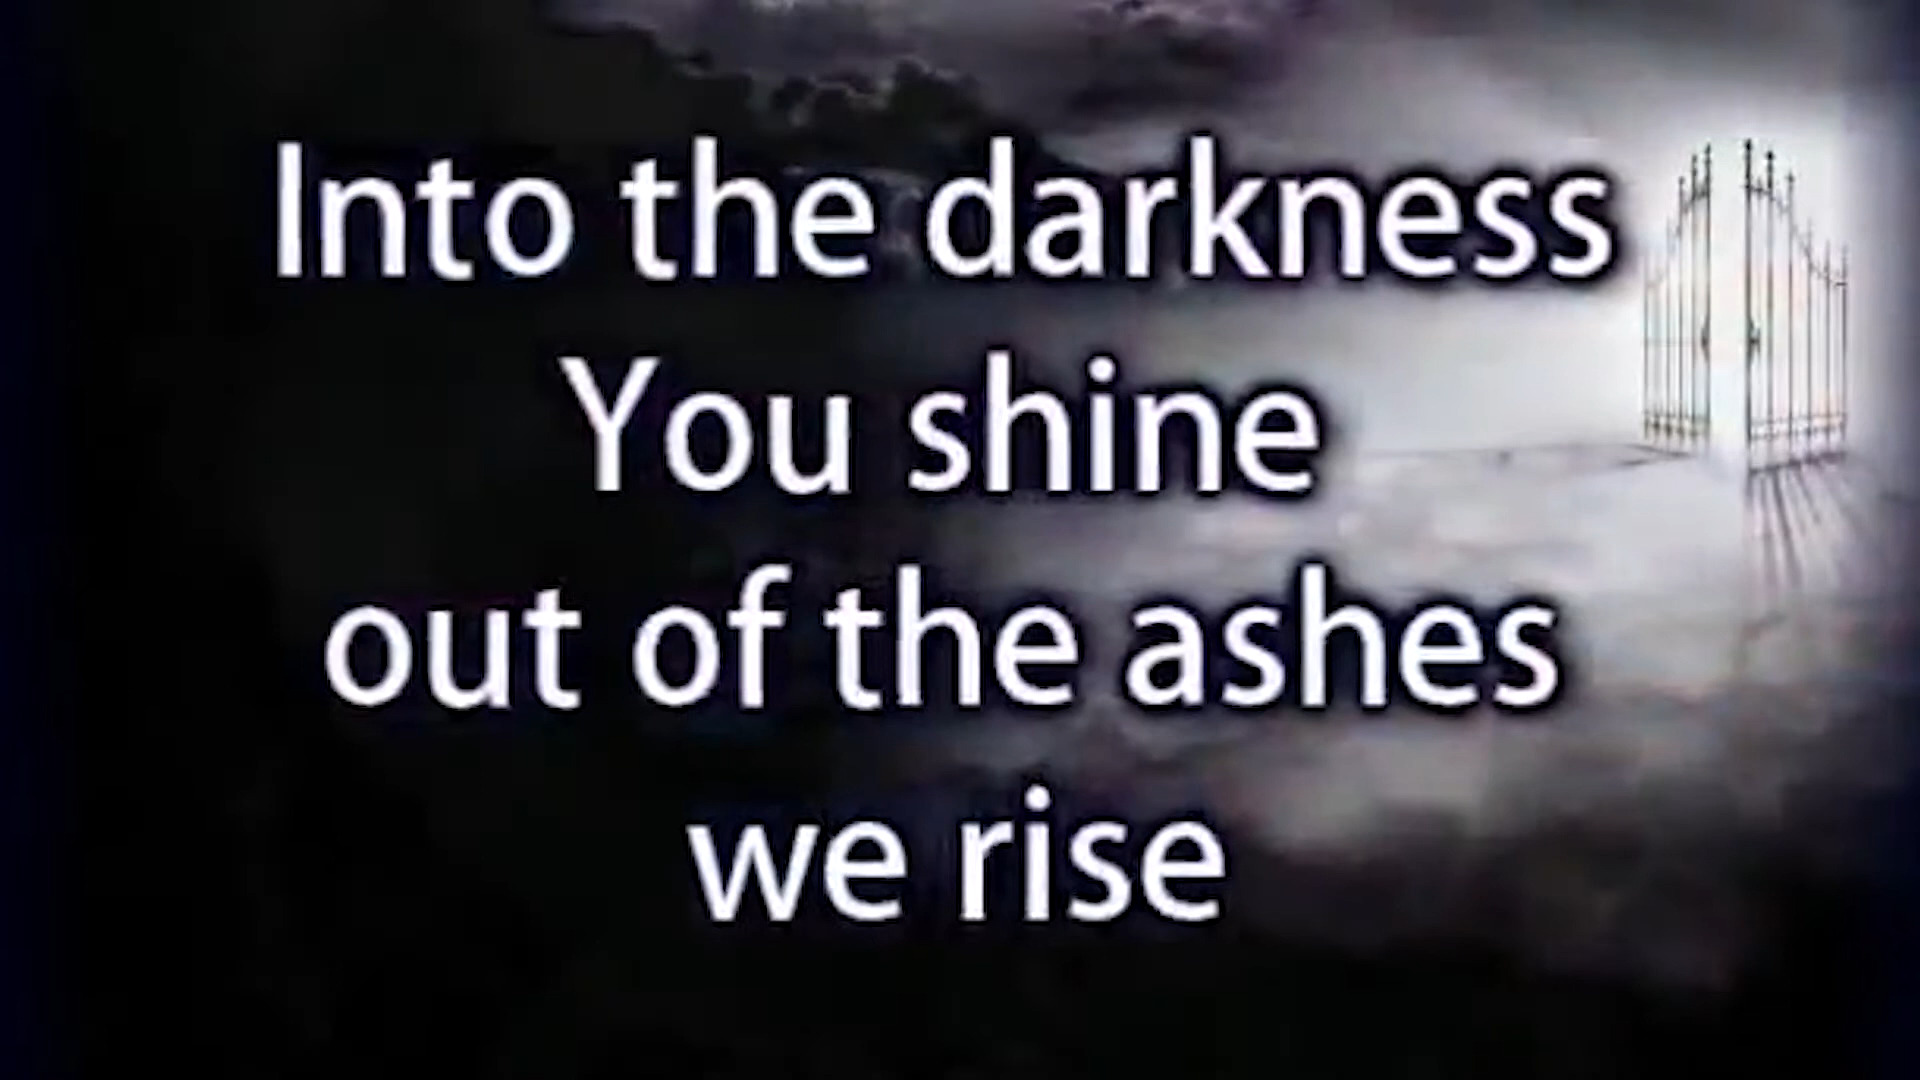 Into the darkness
You shine
out of the ashes
we rise